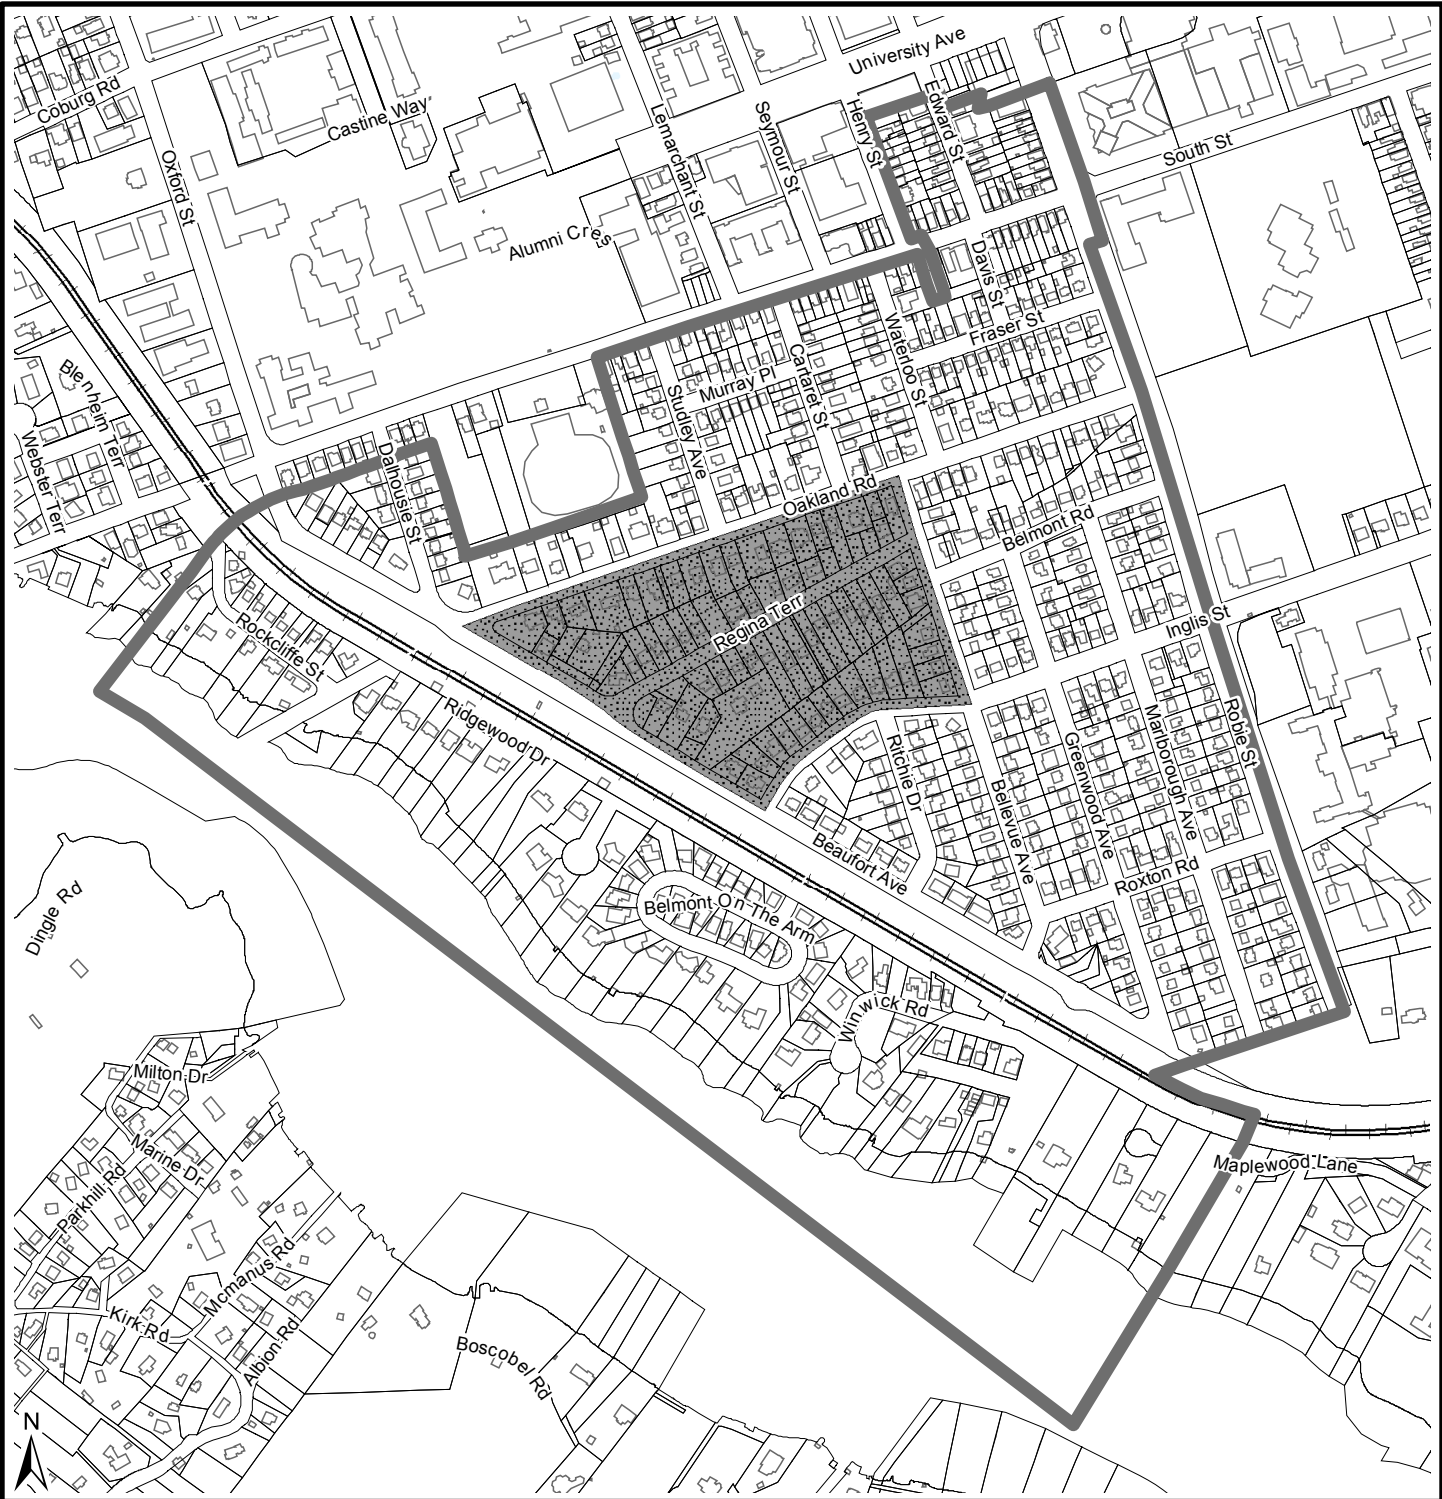 University Ave
Coburg Rd
Castine Way
Lemarchant St
Seymour St
Henry St
Edward St
South St
Oxford St
Alumni Cres
Davis St
Fraser St
Waterloo St
Cartaret St
Murray Pl
Studley Ave
Blenheim Terr
Webster Terr
Dalhousie St
Oakland Rd
Belmont Rd
Regina Terr
Inglis St
Rockcliffe St
Ridgewood Dr
Ritchie Dr
Bellevue Ave
Greenwood Ave
Marlborough Ave
Robie St
Beaufort Ave
Roxton Rd
Belmont On The Arm
Dingle Rd
Winwick Rd
Milton Dr
Marine Dr
Parkhill Rd
Maplewood Lane
Mcmanus Rd
Kirk Rd
Albion Rd
Boscobel Rd
N